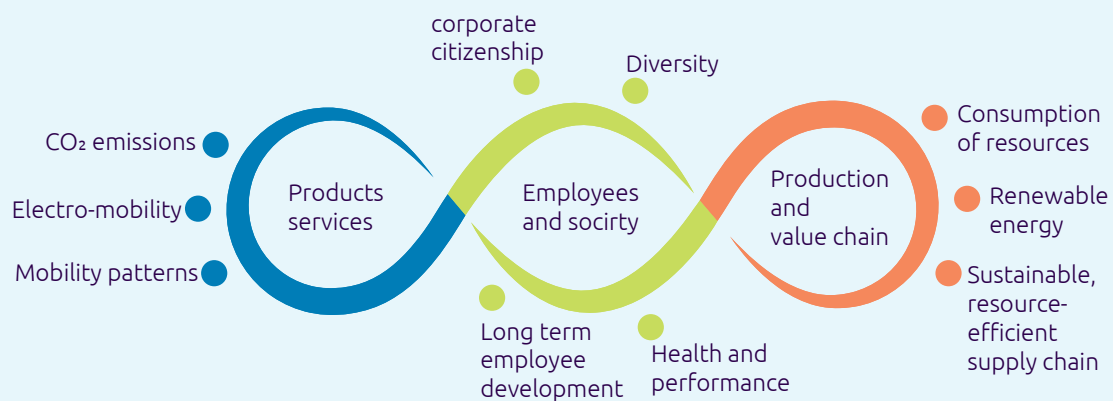 CO₂ emissions
Electro-mobility
Mobility patterns
Products
services
corporate
citizenship
Diversity
Employees
and socirty
Long term
employee
development
Health and
performance
Production
and
value chain
Consumption
of resources
Renewable
energy
Sustainable,
resource-
efficient
supply chain